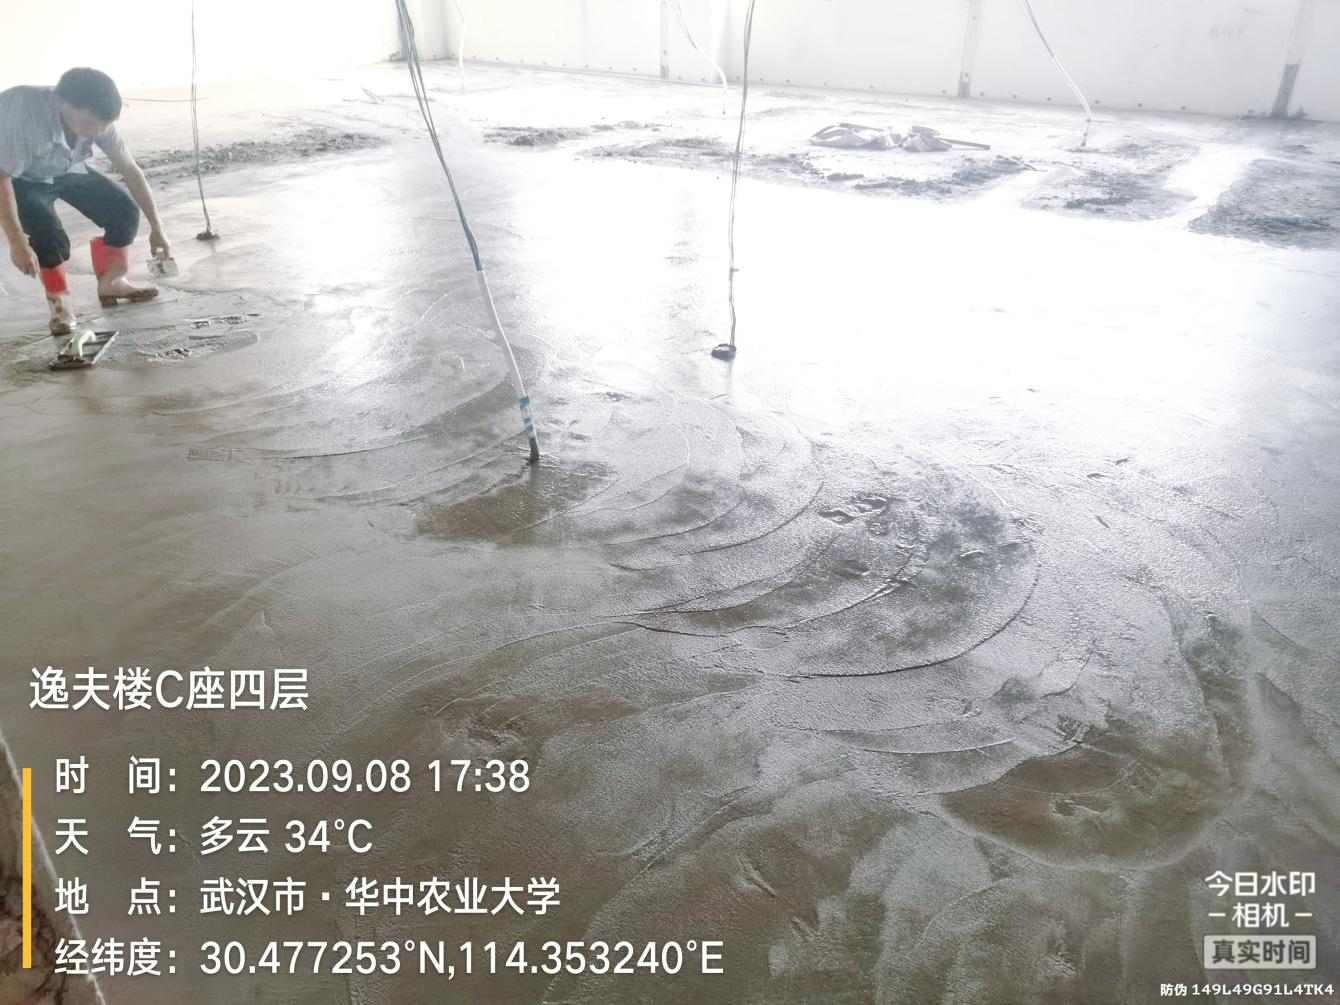 逸夫楼C座四层
时 间：2023.09.08 17:38
天 气：多云 34°C
地 点：武汉市·华中农业大学
经纬度：30.477253°N,114.353240°E
今日水印
-相机-
真实时间
防伪 149L49G91L4TK4